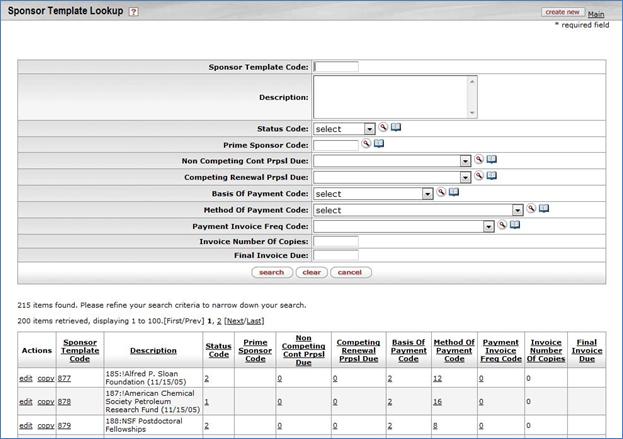 Sponsor Template Lookup ?
create new Main
* required field
Sponsor Template Code:
Description:
Status Code: select
Prime Sponsor Code:
Non Competing Cont Prpsl Due:
Competing Renewal Prpsl Due:
Basis Of Payment Code: select
Method Of Payment Code: select
Payment Invoice Freq Code:
Invoice Number Of Copies:
Final Invoice Due:
search clear cancel
215 items found. Please refine your search criteria to narrow down your search.
200 items retrieved, displaying 1 to 100.[First/Prev] 1, 2 [Next/Last]
Actions Sponsor Template Code Description Status Code Prime Sponsor Code Non Competing Cont Prpsl Due Competing Renewal Prpsl Due Basis Of Payment Code Method Of Payment Code Payment Invoice Freq Code Invoice Number Of Copies Final Invoice Due
edit copy 877 185:!Alfred P. Sloan Foundation (11/15/05) 2 0 0 2 12 0 0
edit copy 878 187:!American Chemical Society Petroleum Research Fund (11/15/05) 1 0 0 2 16 0 0
edit copy 879 188:NSF Postdoctoral Fellowships 2 0 0 2 8 0 0